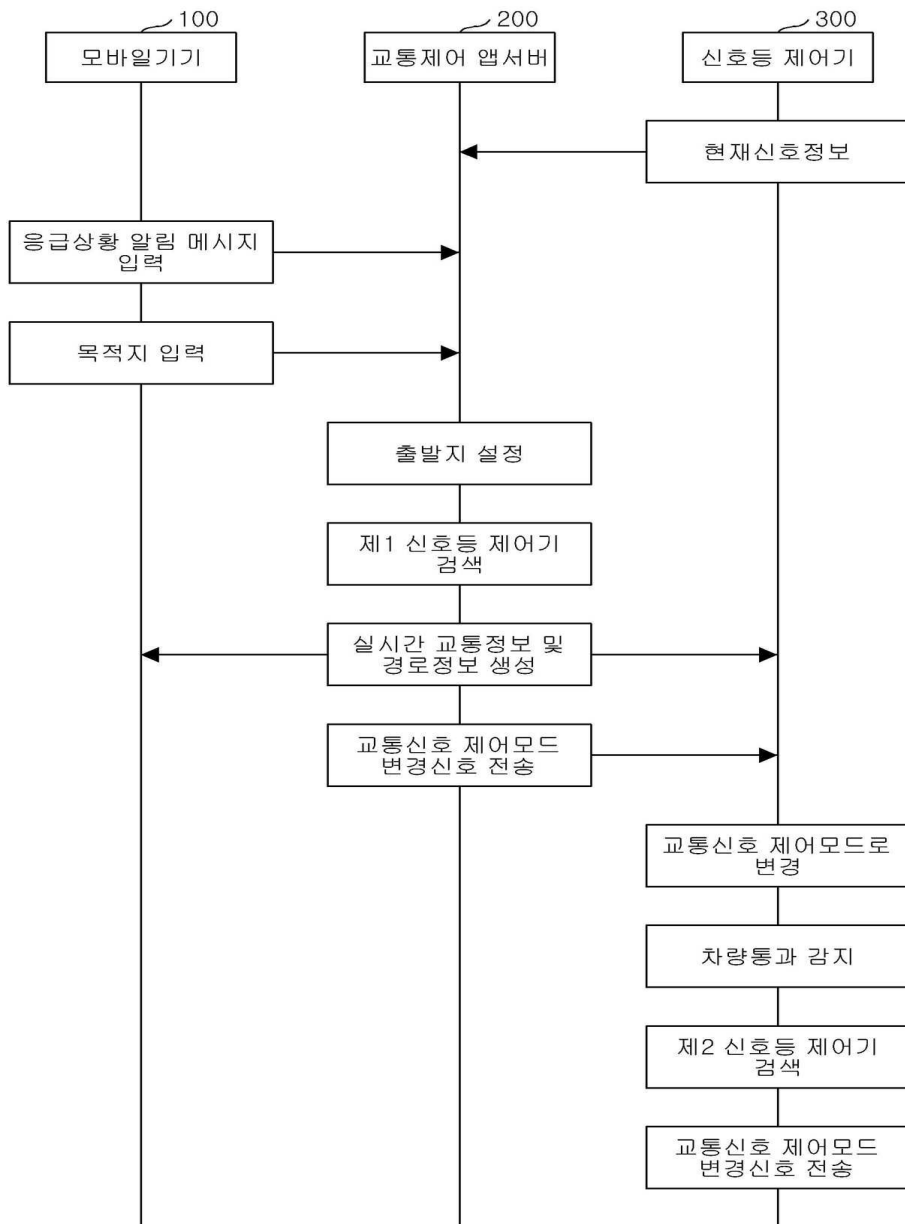 100
200
300
모바일기기
교통제어 앱서버
신호등 제어기
현재신호정보
응급상황 알림 메시지
입력
목적지 입력
출발지 설정
제1 신호등 제어기
검색
실시간 교통정보 및
경로정보 생성
교통신호 제어모드
변경신호 전송
교통신호 제어모드로
변경
차량통과 감지
제2 신호등 제어기
검색
교통신호 제어모드
변경신호 전송